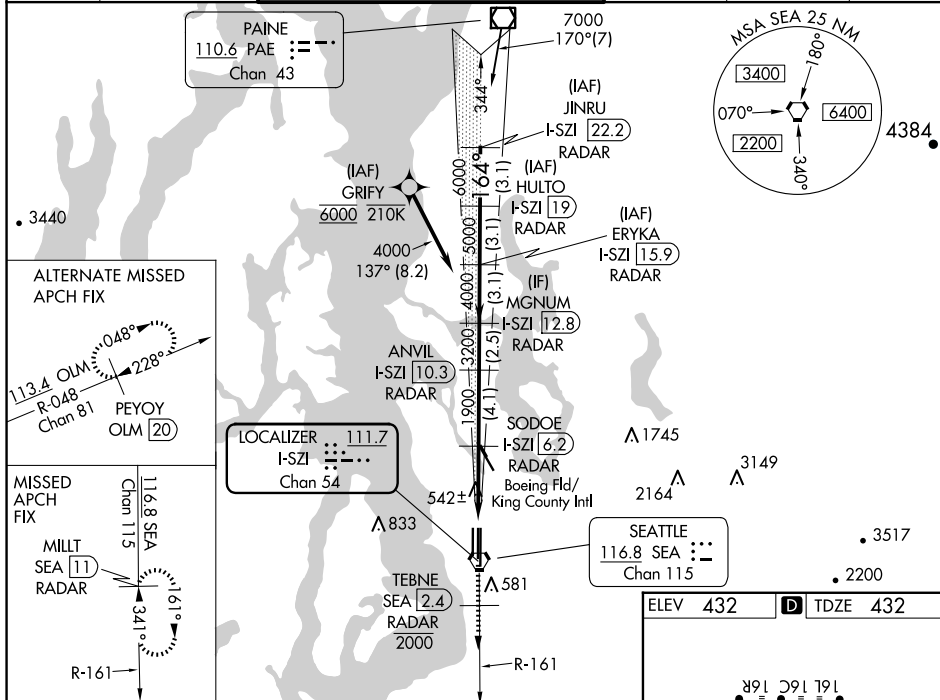 PAINE
110.6 PAE
Chan 43
7000
170°(7)
344°
(IAF)
JINRU
I-SZI 22.2
RADAR
MSA SEA 25 NM
180°
3400
070°
6400
2200
340°
4384
6000
164°
(3.1)
(IAF)
HULTO
I-SZI 19
RADAR
(IAF)
GRIFY
6000 210K
4000
137° (8.2)
3440
5000
(3.1)
(IAF)
ERYKA
I-SZI 15.9
RADAR
4000
(3.1)
(IF)
MGNUM
I-SZI 12.8
RADAR
3200
(2.5)
ANVIL
I-SZI 10.3
RADAR
1900
(4.1)
ALTERNATE MISSED
APCH FIX
048°
228°
113.4 OLM
R-048
Chan 81
PEYOY
OLM 20
SODOE
I-SZI 6.2
RADAR
Boeing Fld/
King County Intl
1745
3149
2164
LOCALIZER 111.7
I-SZI
Chan 54
542±
833
MISSED
APCH
FIX
116.8 SEA
Chan 115
MILLT
SEA 11
RADAR
161°
341°
R-161
SEATTLE
116.8 SEA
Chan 115
3517
2200
581
TEBNE
SEA 2.4
RADAR
2000
R-161
ELEV 432 D TDZE 432
16R 16C 16L